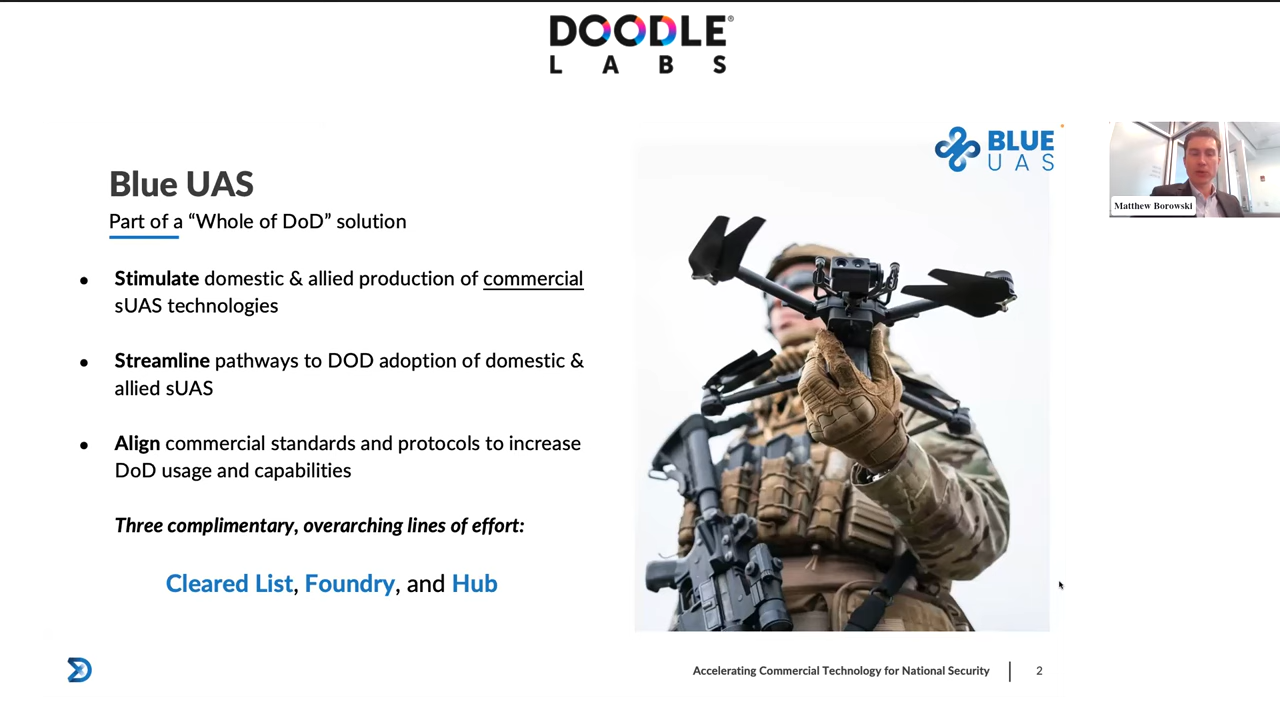 DOODLE®
LABS
BLUE
UAS
Blue UAS
Part of a “Whole of DoD” solution
Matthew Borowski
● Stimulate domestic & allied production of commercial
sUAS technologies
● Streamline pathways to DOD adoption of domestic &
allied sUAS
● Align commercial standards and protocols to increase
DoD usage and capabilities
Three complimentary, overarching lines of effort:
Cleared List, Foundry, and Hub
Accelerating Commercial Technology for National Security
2